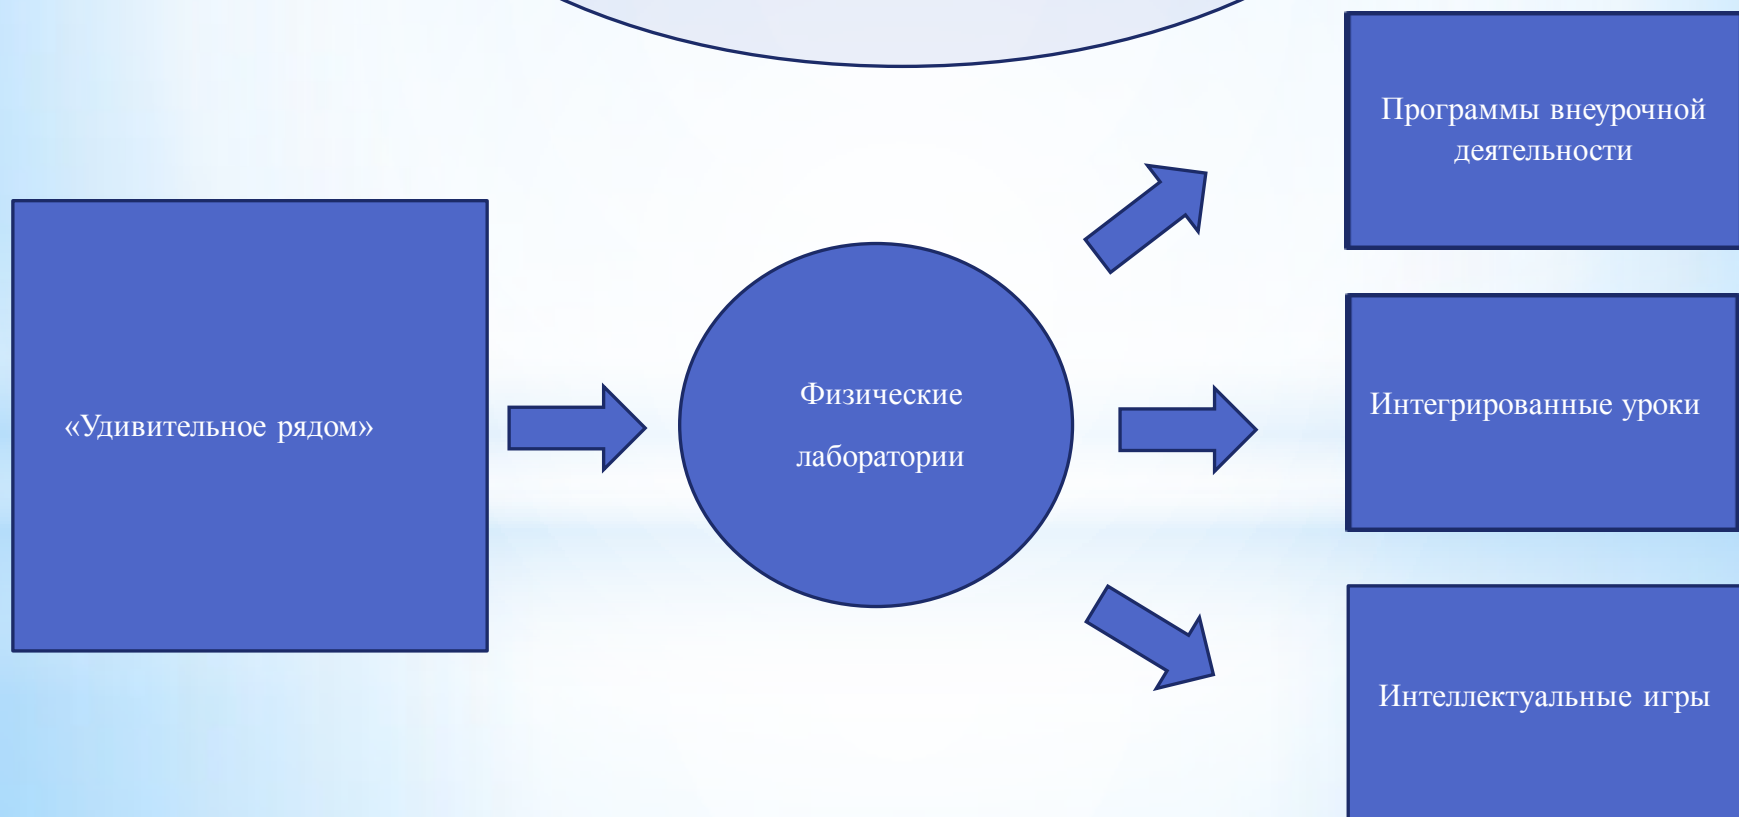 Программы внеурочной
деятельности
«Удивительное рядом»
Физические
лаборатории
Интегрированные уроки
Интеллектуальные игры